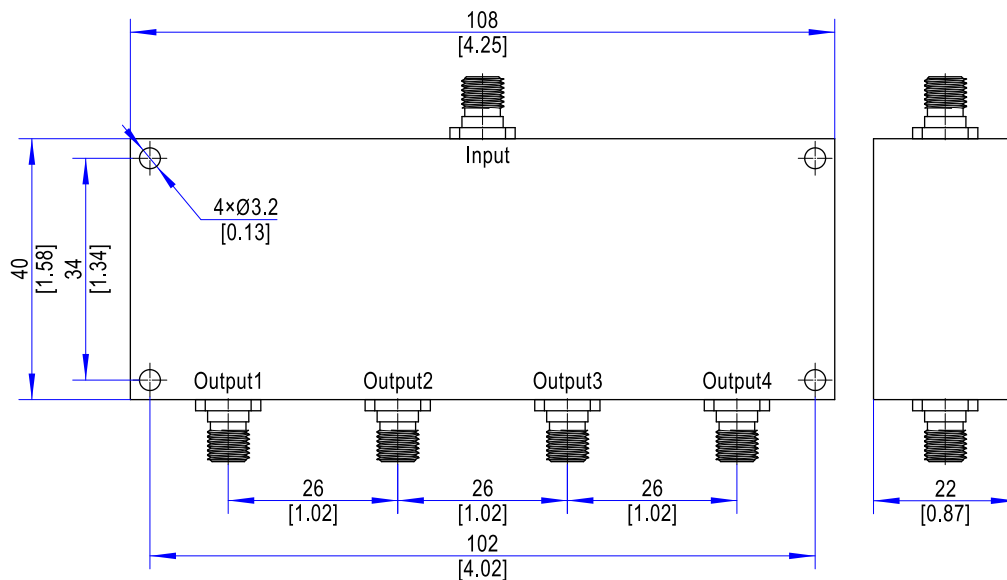 108
[4.25]
Input
4×Ø3.2
[0.13]
40
[1.58]
34
[1.34]
Output1
Output2
Output3
Output4
26
[1.02]
26
[1.02]
26
[1.02]
22
[0.87]
102
[4.02]